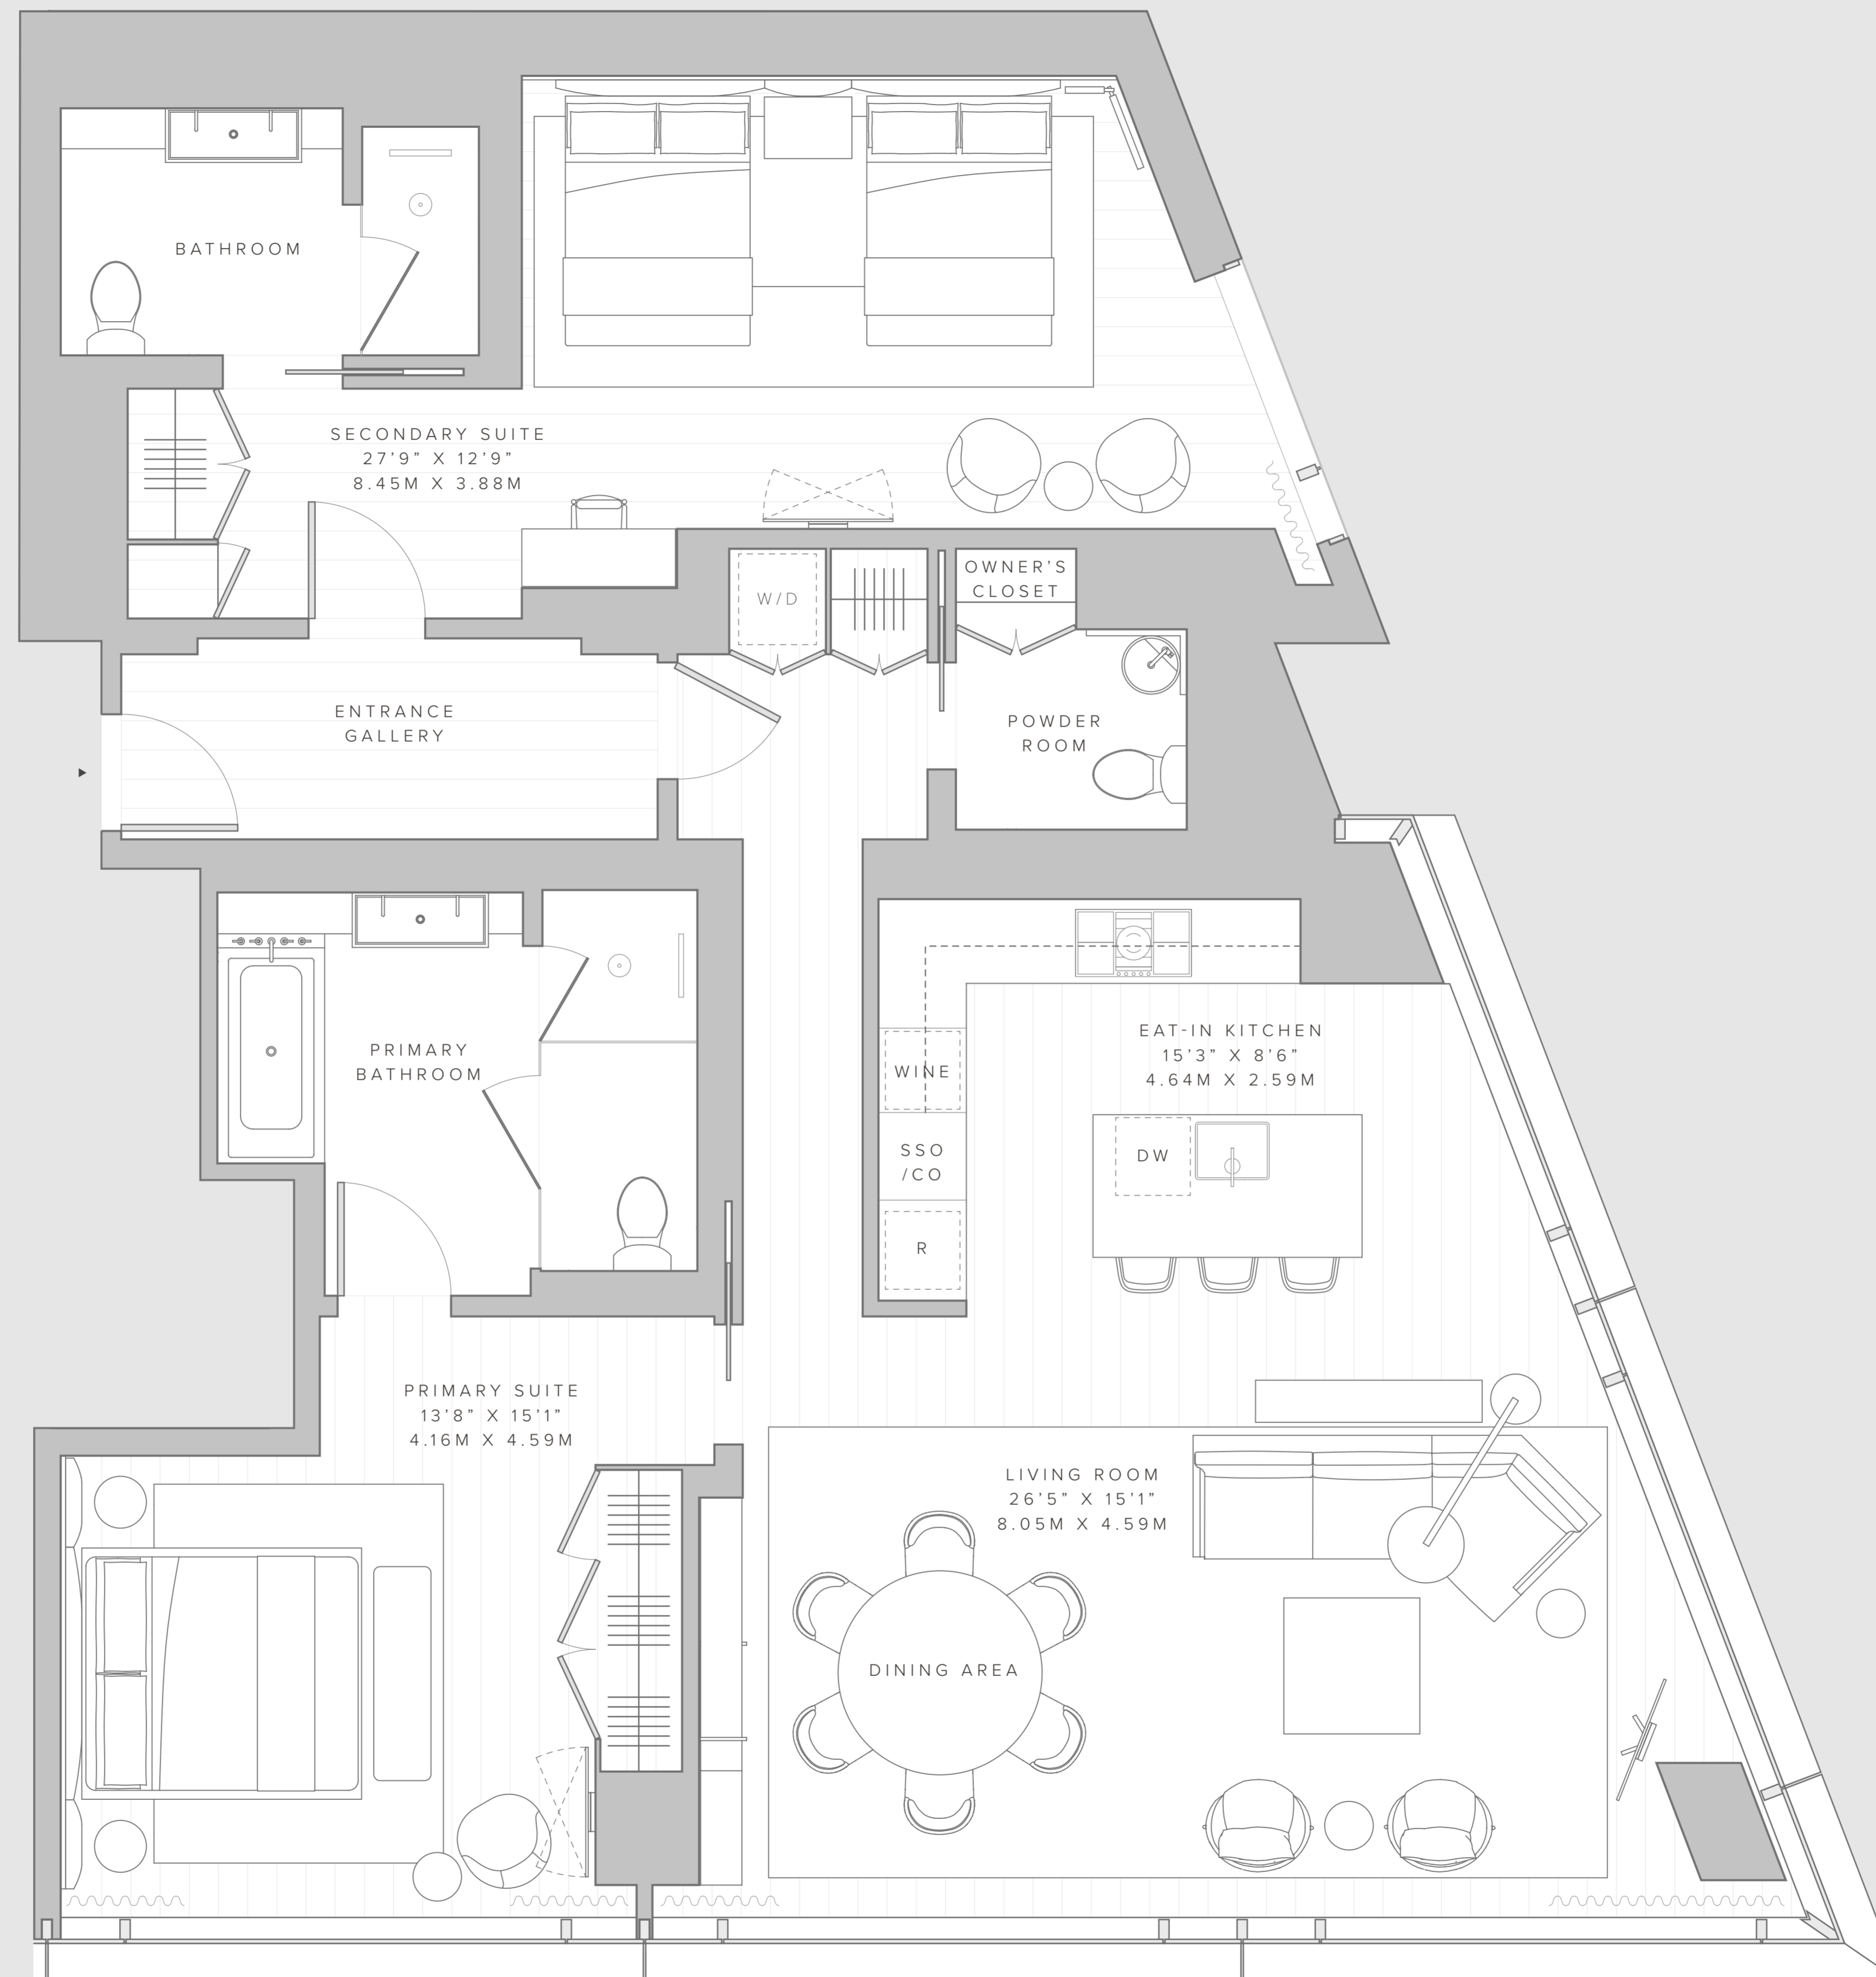 BATHROOM
SECONDARY SUITE
27’9” X 12’9”
8.45M X 3.88M
W/D
OWNER’S
CLOSET
ENTRANCE
GALLERY
POWDER
ROOM
PRIMARY
BATHROOM
EAT-IN KITCHEN
15’3” X 8’6”
4.64M X 2.59M
WINE
SSO
/CO
R
DW
PRIMARY SUITE
13’8” X 15’1”
4.16M X 4.59M
LIVING ROOM
26’5” X 15’1”
8.05M X 4.59M
DINING AREA